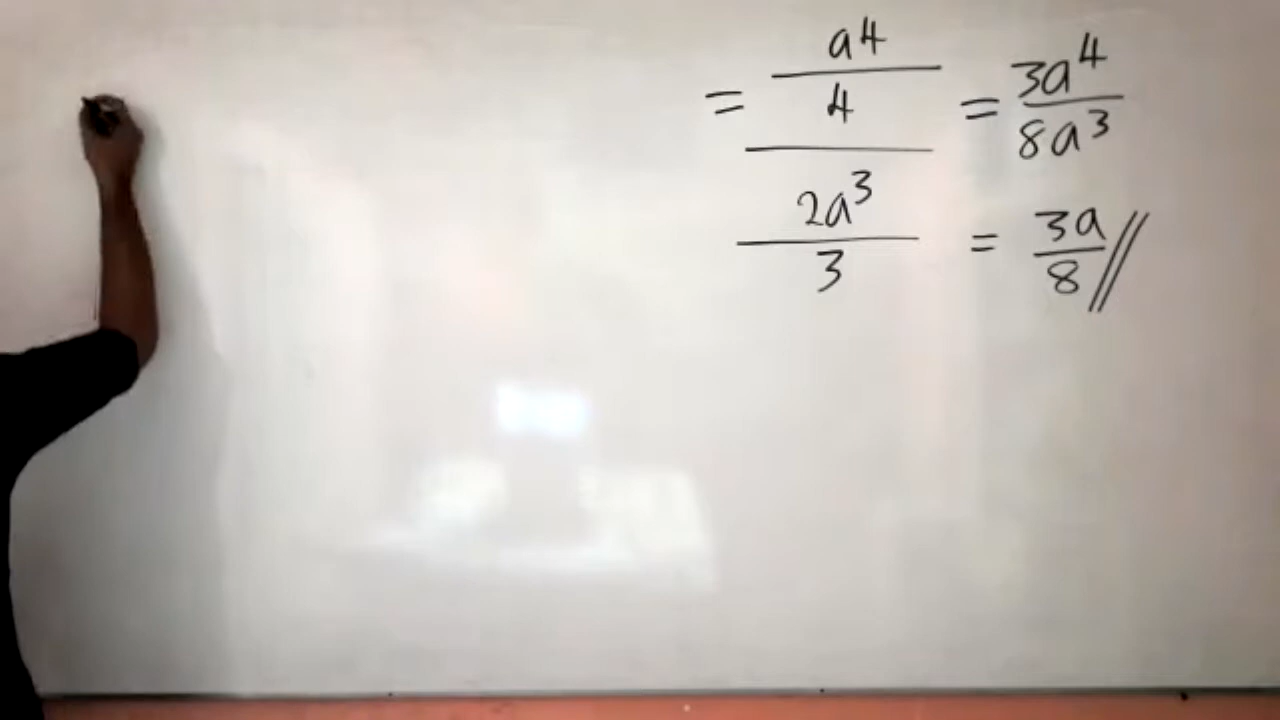 = a⁴/4 / 2a³/3 = 3a⁴/8a³
= 3a/8 //